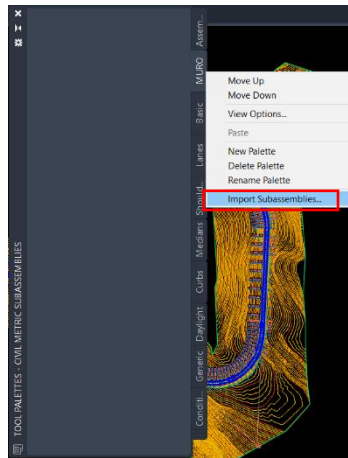 Assem...
MURO
Basic
Lanes
Should...
Medians
Curbs
Daylight
Generic
Conditi...
TOOL PALETTES - CIVIL METRIC SUBASSEMBLIES
Move Up
Move Down
View Options...
Paste
New Palette
Delete Palette
Rename Palette
Import Subassemblies...